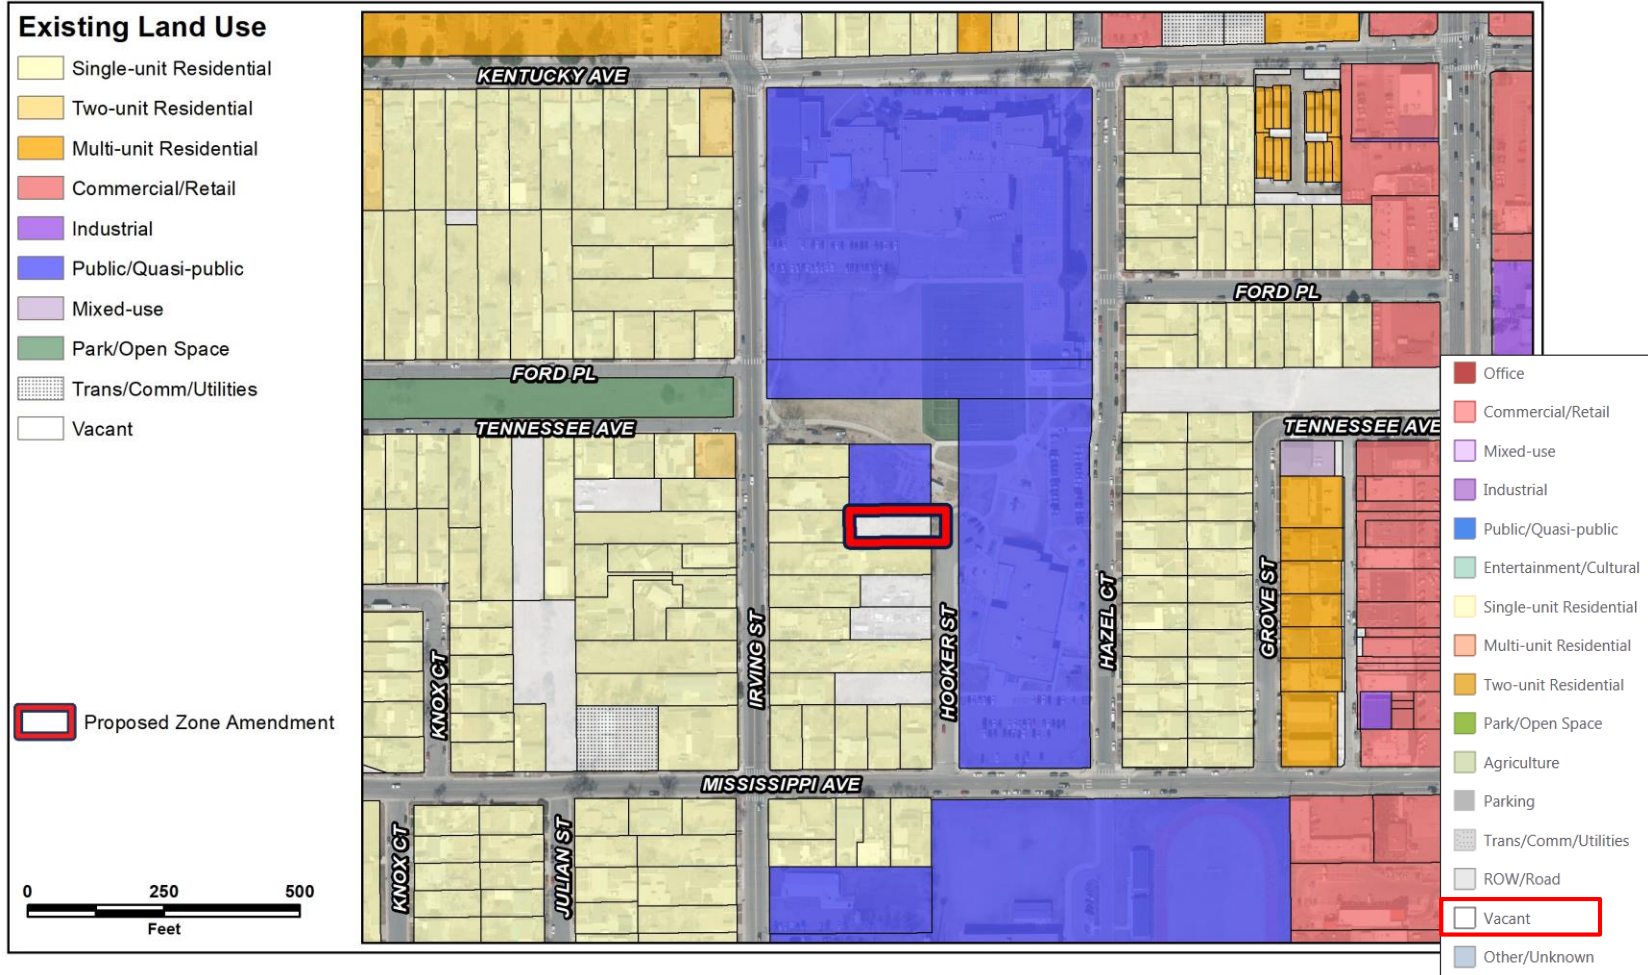 Existing Land Use
Single-unit Residential
Two-unit Residential
Multi-unit Residential
Commercial/Retail
Industrial
Public/Quasi-public
Mixed-use
Park/Open Space
Trans/Comm/Utilities
Vacant
Proposed Zone Amendment
0 250 500
Feet
KENTUCKY AVE
FORD PL
FORD PL
TENNESSEE AVE
TENNESSEE AVE
KNOX CT
IRVING ST
HOOKER ST
HAZEL CT
GROVE ST
MISSISSIPPI AVE
KNOX CT
JULIAN ST
Office
Commercial/Retail
Mixed-use
Industrial
Public/Quasi-public
Entertainment/Cultural
Single-unit Residential
Multi-unit Residential
Two-unit Residential
Park/Open Space
Agriculture
Parking
Trans/Comm/Utilities
ROW/Road
Vacant
Other/Unknown